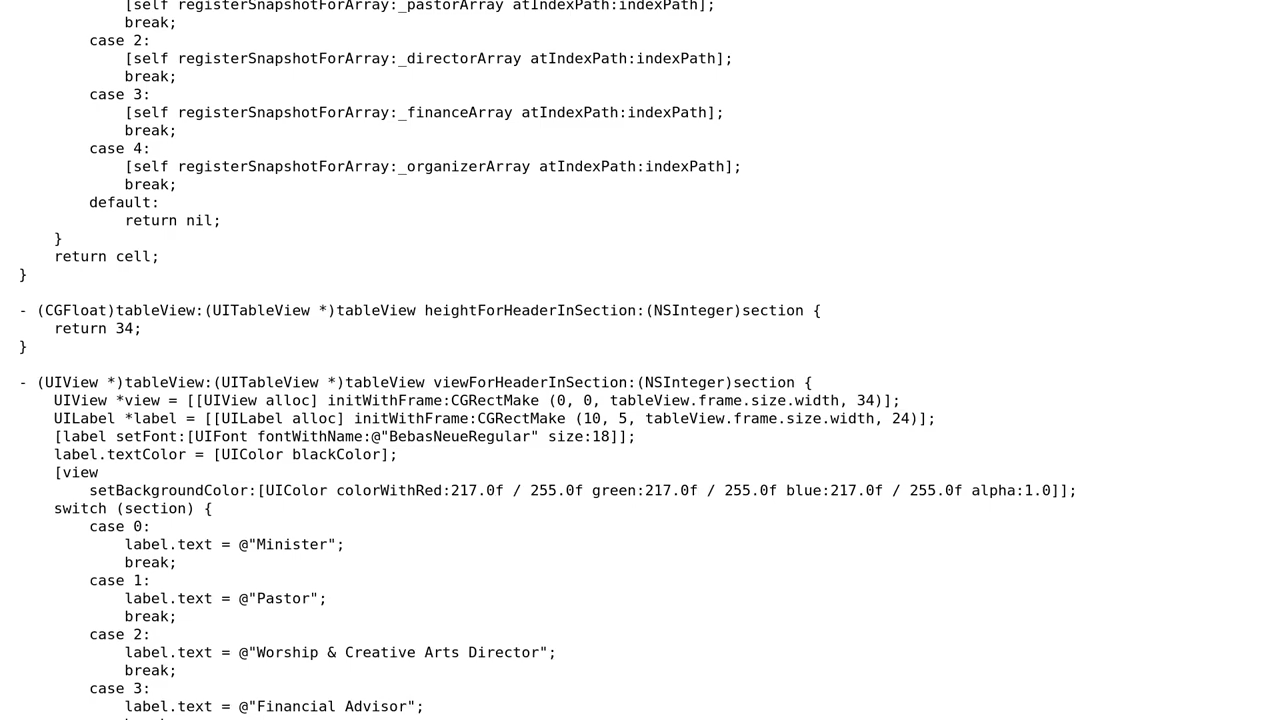 [self registerSnapshotForArray:_pastorArray atIndexPath:indexPath];
            break;
        case 2:
            [self registerSnapshotForArray:_directorArray atIndexPath:indexPath];
            break;
        case 3:
            [self registerSnapshotForArray:_financeArray atIndexPath:indexPath];
            break;
        case 4:
            [self registerSnapshotForArray:_organizerArray atIndexPath:indexPath];
            break;
        default:
            return nil;
    }
    return cell;
}

- (CGFloat)tableView:(UITableView *)tableView heightForHeaderInSection:(NSInteger)section {
    return 34;
}

- (UIView *)tableView:(UITableView *)tableView viewForHeaderInSection:(NSInteger)section {
    UIView *view = [[UIView alloc] initWithFrame:CGRectMake (0, 0, tableView.frame.size.width, 34)];
    UILabel *label = [[UILabel alloc] initWithFrame:CGRectMake (10, 5, tableView.frame.size.width, 24)];
    [label setFont:[UIFont fontWithName:@"BebasNeueRegular" size:18]];
    label.textColor = [UIColor blackColor];
    [view
        setBackgroundColor:[UIColor colorWithRed:217.0f / 255.0f green:217.0f / 255.0f blue:217.0f / 255.0f alpha:1.0]];
    switch (section) {
        case 0:
            label.text = @"Minister";
            break;
        case 1:
            label.text = @"Pastor";
            break;
        case 2:
            label.text = @"Worship & Creative Arts Director";
            break;
        case 3:
            label.text = @"Financial Advisor";